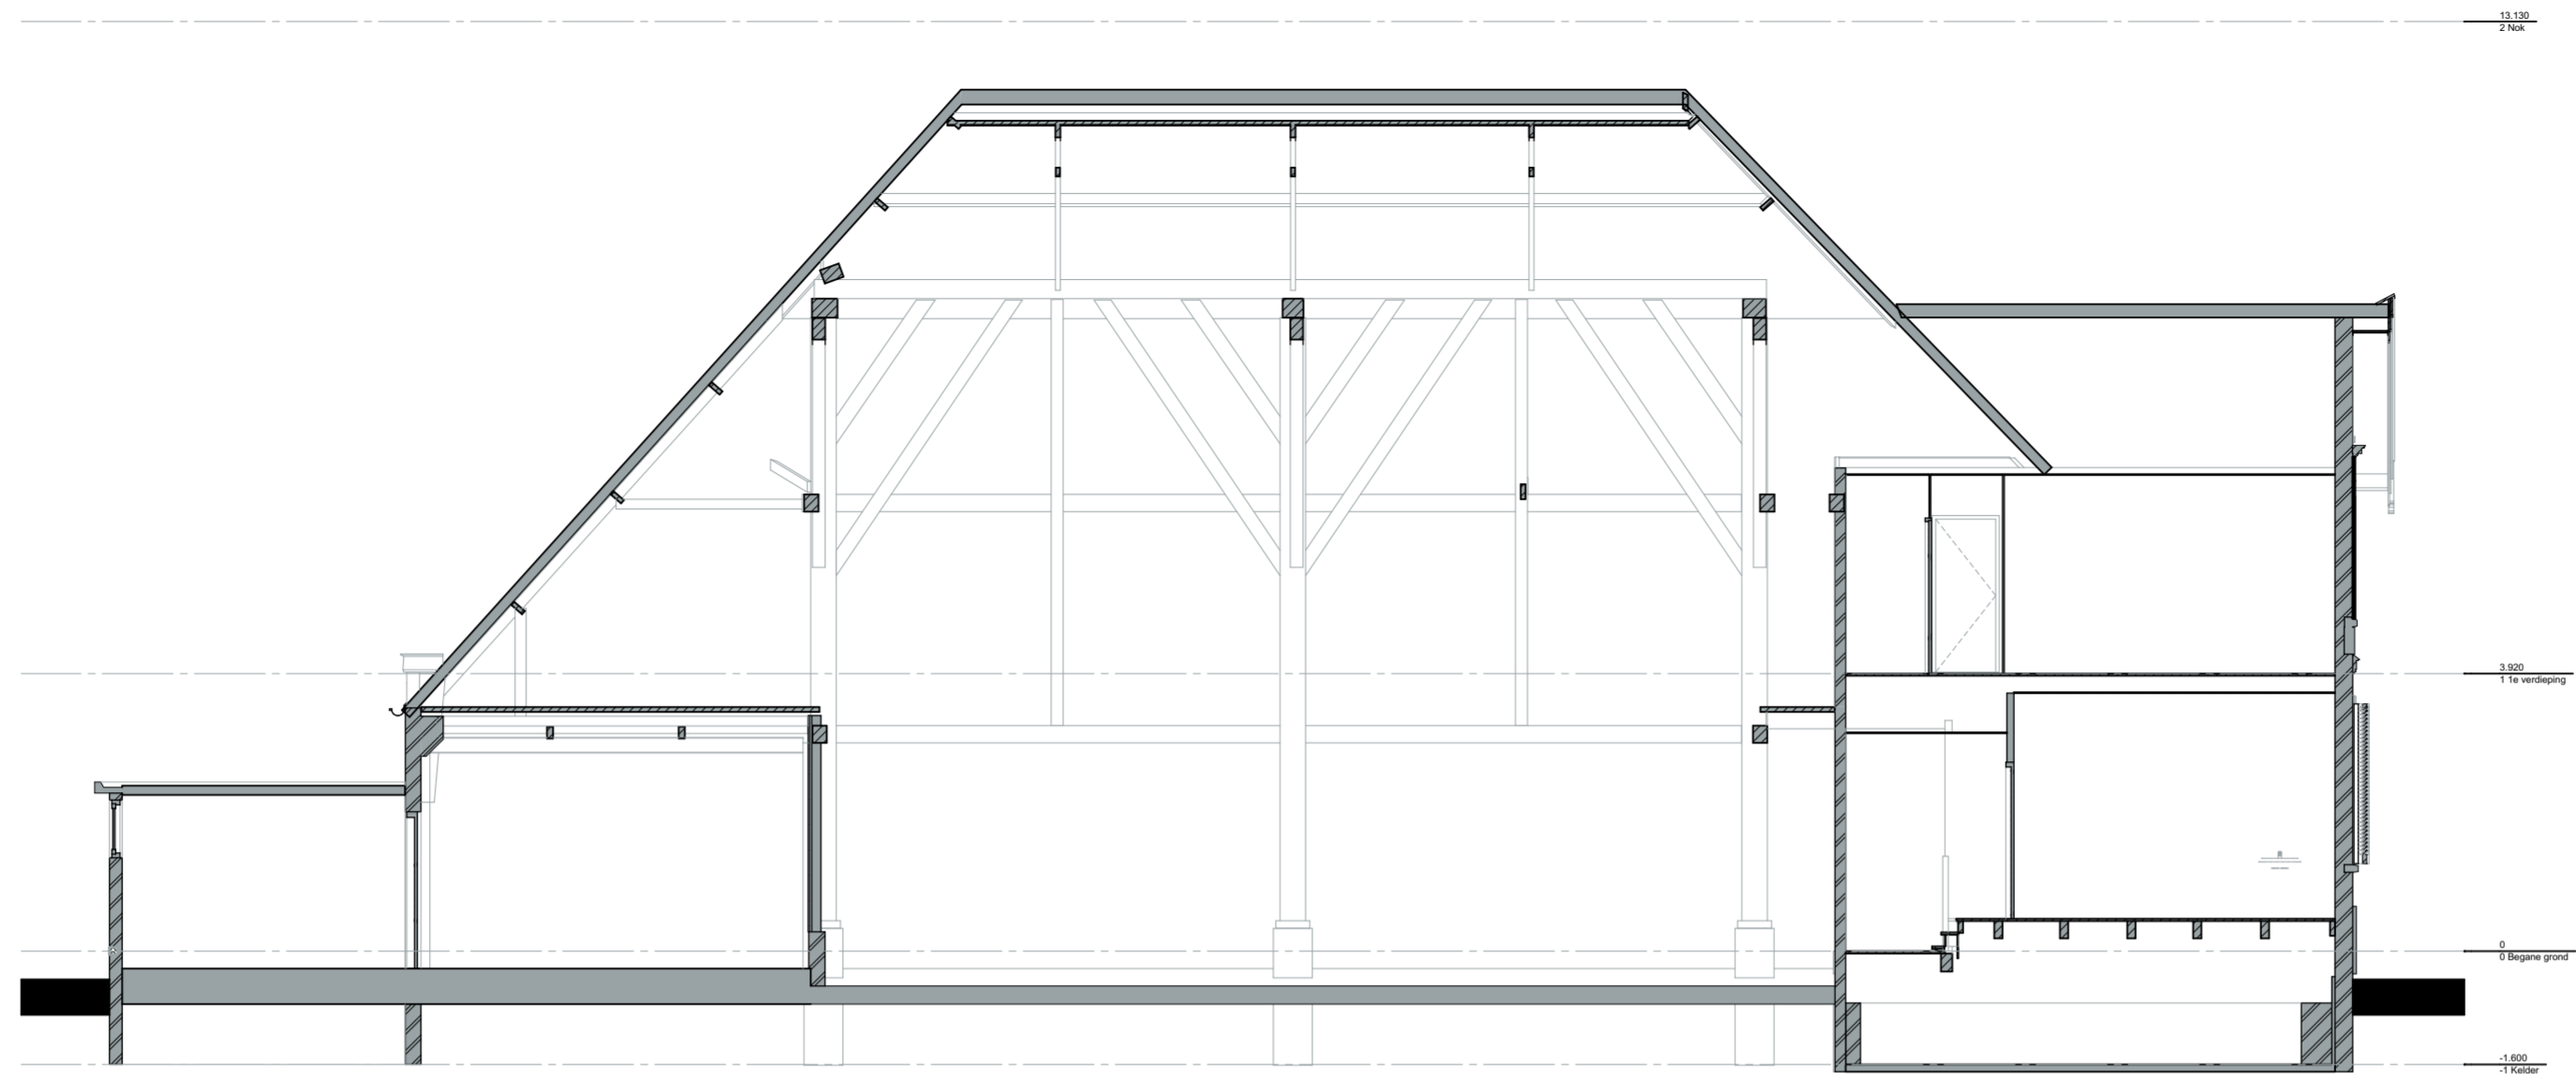 13.130
2 Nok
3.920
1 1e verdieping
0
0 Begane grond
-1.600
-1 Kelder